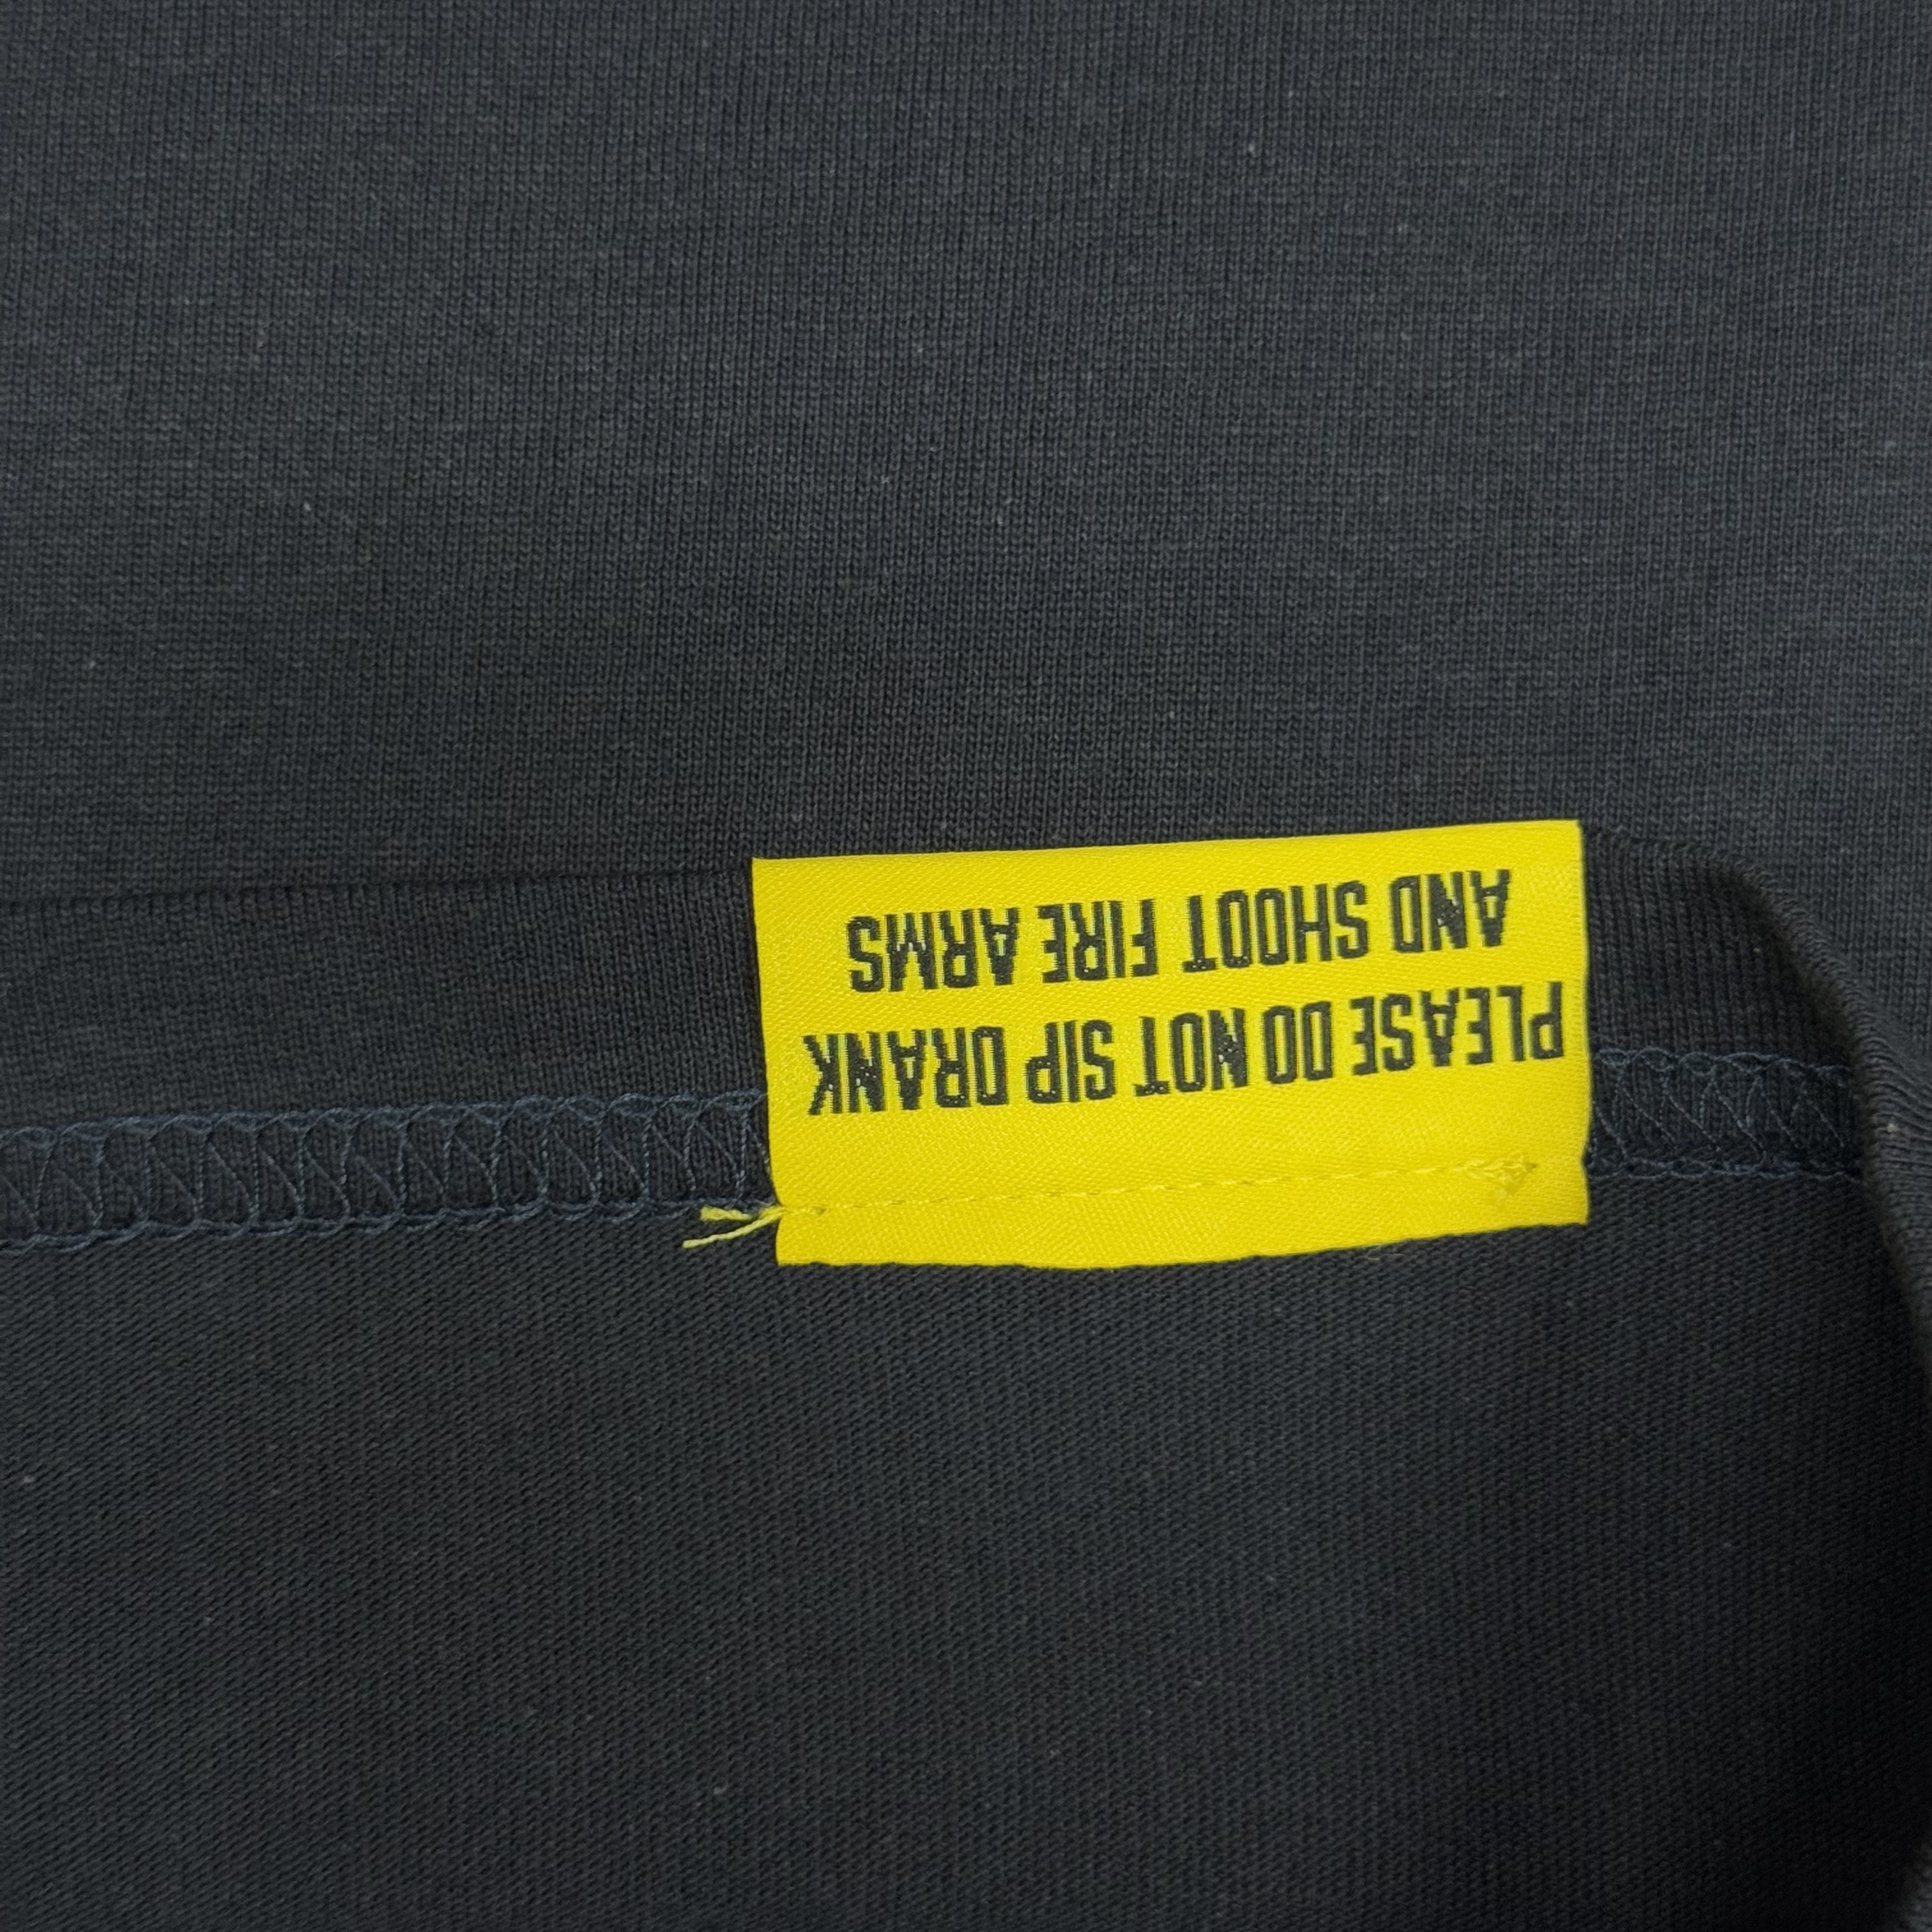 PLEASE DO NOT SIP DRANK
AND SHOOT FIRE ARMS